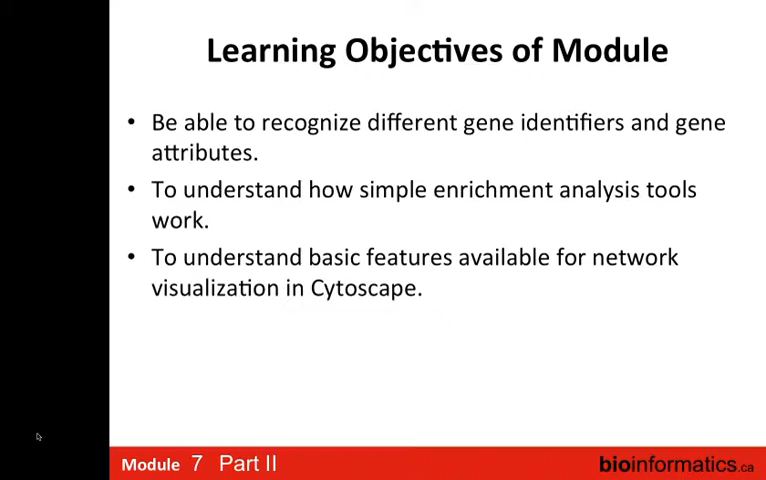 Learning Objectives of Module
• Be able to recognize different gene identifiers and gene
attributes.
• To understand how simple enrichment analysis tools
work.
• To understand basic features available for network
visualization in Cytoscape.
Module 7 Part II
bioinformatics.ca